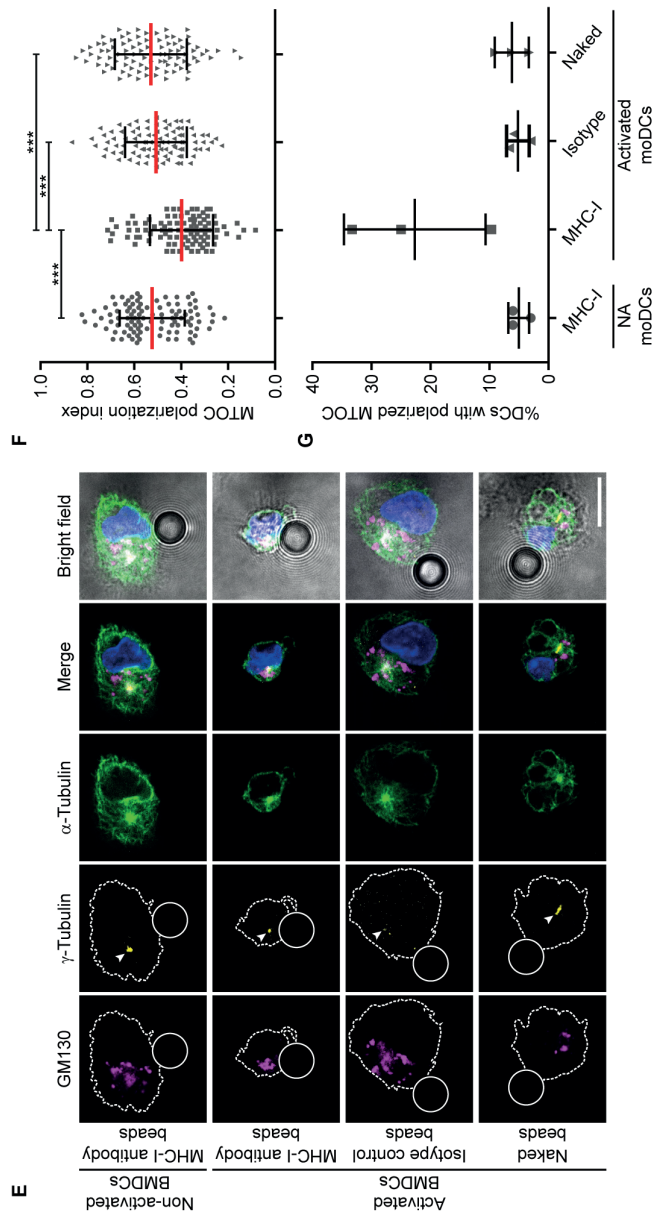 E
GM130
γ-Tubulin
α-Tubulin
Merge
Bright field
Non-activated
BMDCs
MHC-I antibody
beads
Activated
BMDCs
MHC-I antibody
beads
Isotype control
beads
Naked
beads
F
MTOC polarization index
1.0
0.8
0.6
0.4
0.2
0.0
***
***
***
G
%DCs with polarized MTOC
40
30
20
10
0
MHC-I
MHC-I
Isotype
Naked
NA
moDCs
Activated
moDCs